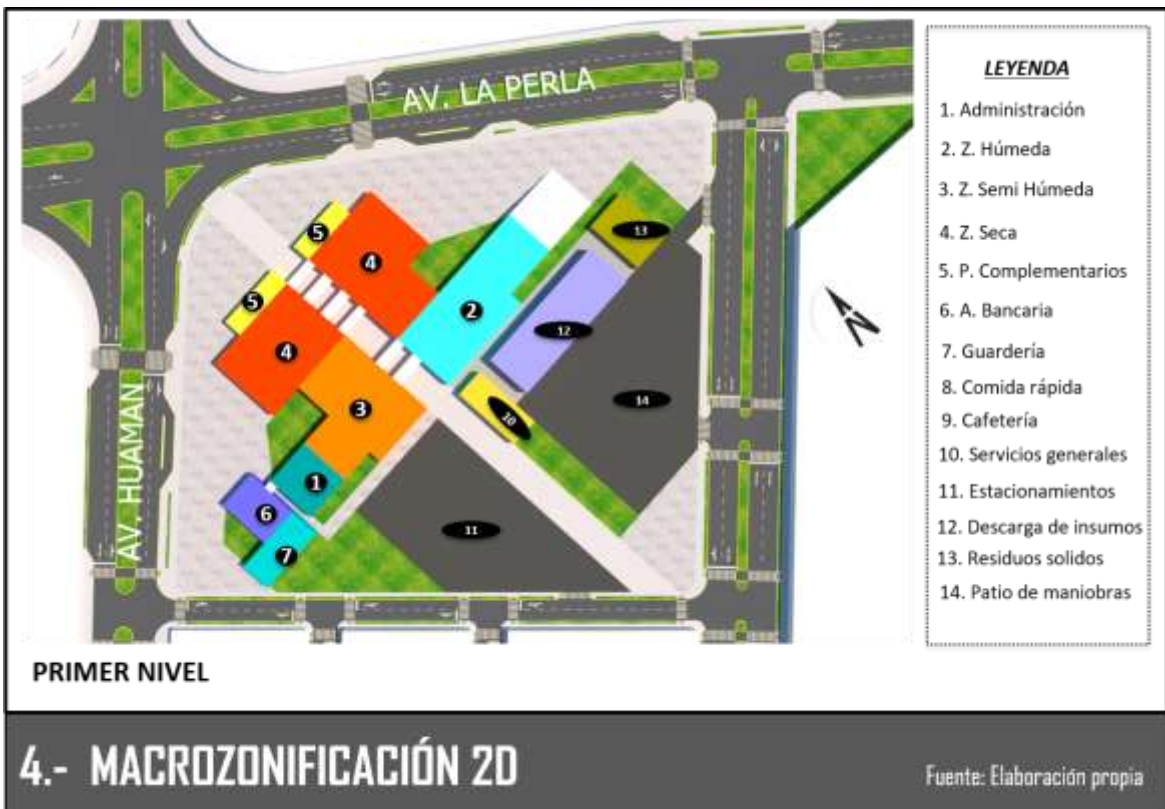 AV. LA PERLA
AV. HUAMAN
5
4
13
5
2
12
4
3
14
10
1
6
11
7
LEYENDA
1. Administración
2. Z. Húmeda
3. Z. Semi Húmeda
4. Z. Seca
5. P. Complementarios
6. A. Bancaria
7. Guardería
8. Comida rápida
9. Cafetería
10. Servicios generales
11. Estacionamientos
12. Descarga de insumos
13. Residuos solidos
14. Patio de maniobras
PRIMER NIVEL
4.- MACROZONIFICACIÓN 2D
Fuente: Elaboración propia